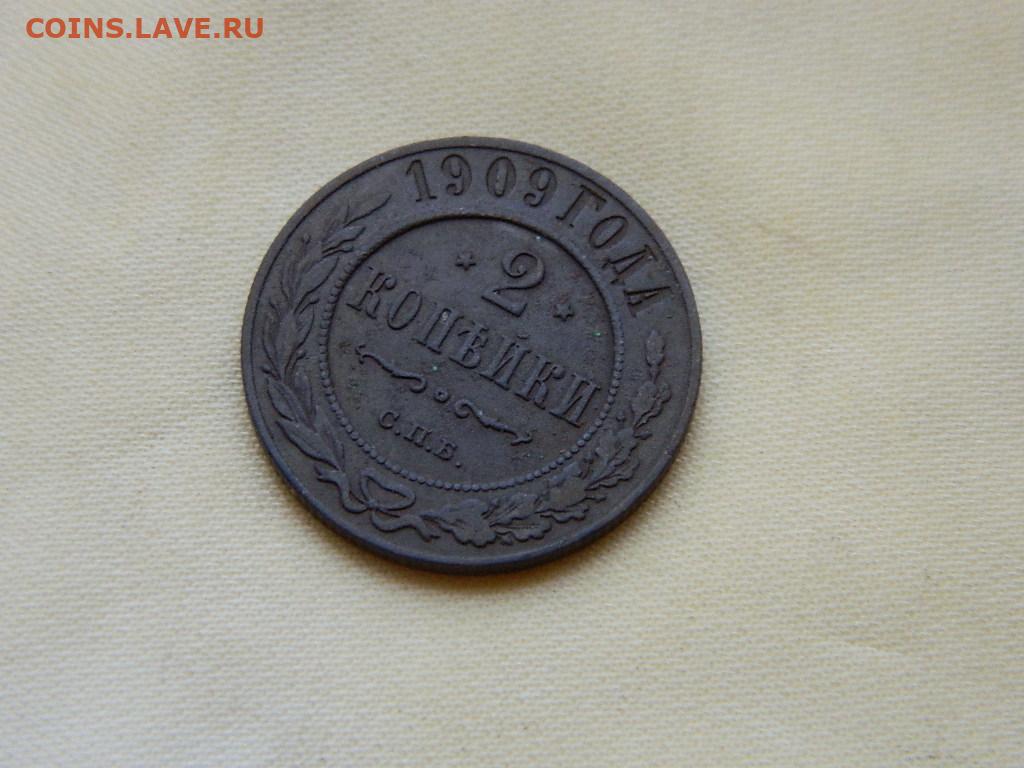 COINS.LAVE.RU
1909 ГОДА
* 2 *
КОПѢЙКИ
С.П.Б.